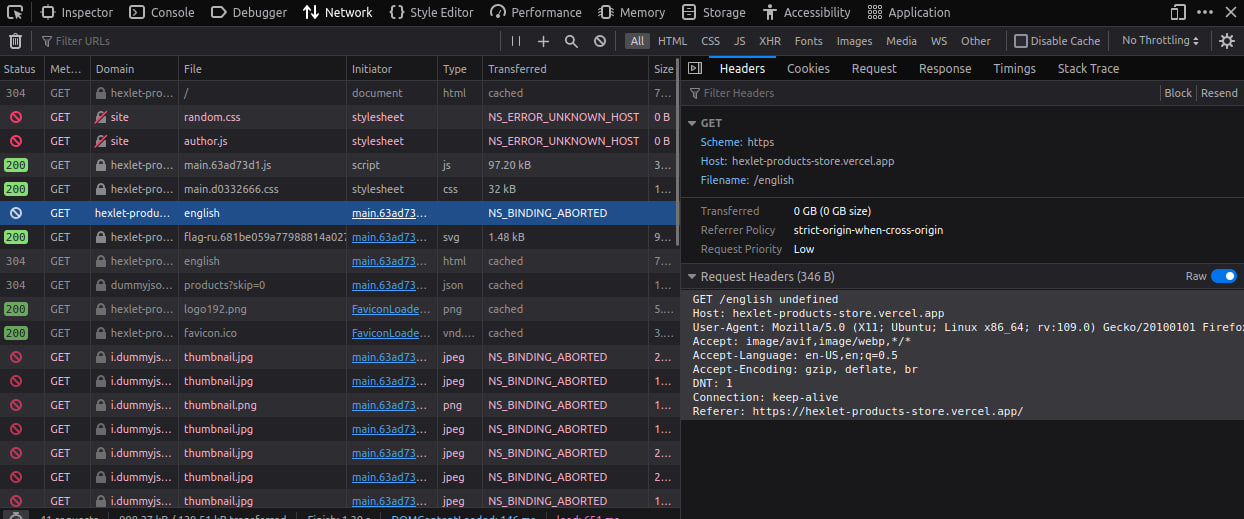 Inspector Console Debugger Network Style Editor Performance Memory Storage Accessibility Application
Filter URLs All HTML CSS JS XHR Fonts Images Media WS Other Disable Cache No Throttling
Status Met... Domain File Initiator Type Transferred Size
304 GET hexlet-pro... / document html cached 7...
GET site random.css stylesheet NS_ERROR_UNKNOWN_HOST 0 B
GET site author.js stylesheet NS_ERROR_UNKNOWN_HOST 0 B
200 GET hexlet-pro... main.63ad73d1.js script js 97.20 kB 3...
200 GET hexlet-pro... main.d0332666.css stylesheet css 32 kB 1...
GET hexlet-produ... english main.63ad73... NS_BINDING_ABORTED
200 GET hexlet-pro... flag-ru.681be059a77988814a027 main.63ad73... svg 1.48 kB 9...
304 GET hexlet-pro... english main.63ad73... html cached 7...
304 GET dummyjso... products?skip=0 main.63ad73... json cached 1...
200 GET hexlet-pro... logo192.png FaviconLoade... png cached 5...
200 GET hexlet-pro... favicon.ico FaviconLoade... vnd.... cached 3...
GET i.dummyjs... thumbnail.jpg main.63ad73... jpeg NS_BINDING_ABORTED 2...
GET i.dummyjs... thumbnail.jpg main.63ad73... jpeg NS_BINDING_ABORTED 1...
GET i.dummyjs... thumbnail.png main.63ad73... png NS_BINDING_ABORTED 1...
GET i.dummyjs... thumbnail.jpg main.63ad73... jpeg NS_BINDING_ABORTED 1...
GET i.dummyjs... thumbnail.jpg main.63ad73... jpeg NS_BINDING_ABORTED 2...
GET i.dummyjs... thumbnail.jpg main.63ad73... jpeg NS_BINDING_ABORTED 2...
GET i.dummyjs... thumbnail.jpg main.63ad73... jpeg NS_BINDING_ABORTED 1...
Headers Cookies Request Response Timings Stack Trace
Filter Headers Block Resend
GET
Scheme: https
Host: hexlet-products-store.vercel.app
Filename: /english
Transferred 0 GB (0 GB size)
Referrer Policy strict-origin-when-cross-origin
Request Priority Low
Request Headers (346 B) Raw
GET /english undefined
Host: hexlet-products-store.vercel.app
User-Agent: Mozilla/5.0 (X11; Ubuntu; Linux x86_64; rv:109.0) Gecko/20100101 Firefo
Accept: image/avif,image/webp,*/*
Accept-Language: en-US,en;q=0.5
Accept-Encoding: gzip, deflate, br
DNT: 1
Connection: keep-alive
Referer: https://hexlet-products-store.vercel.app/